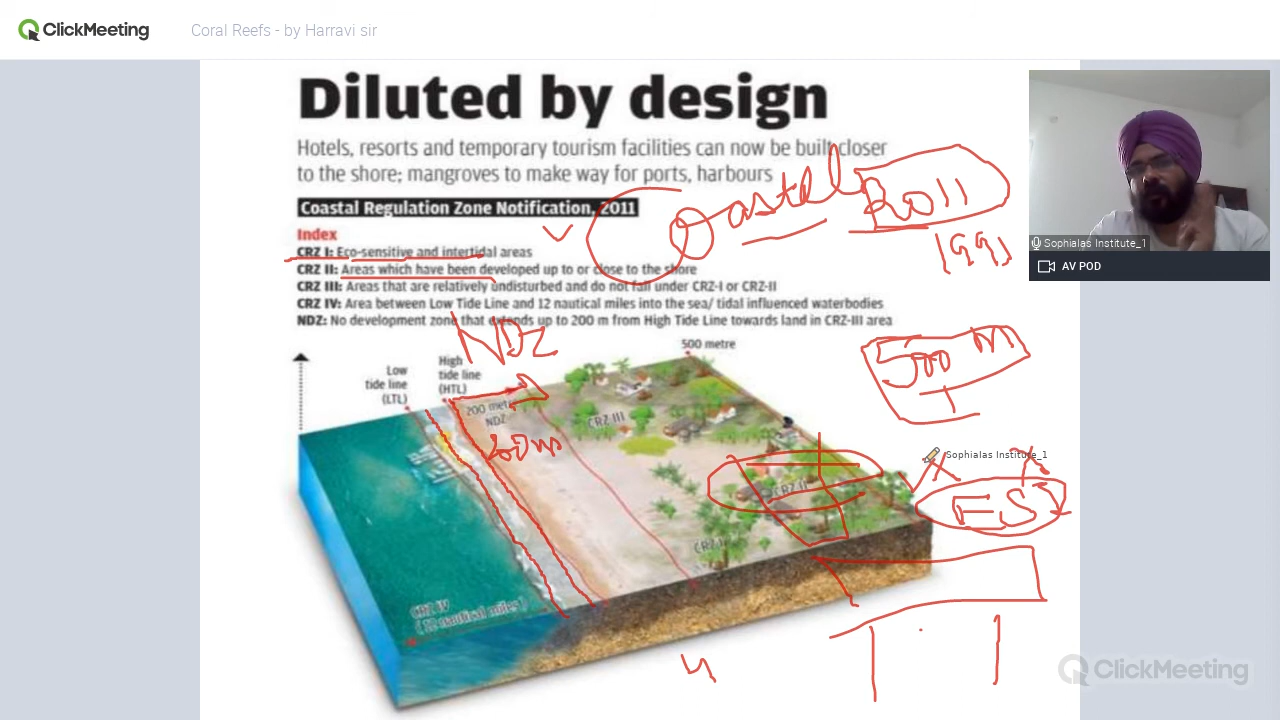 ClickMeeting
Coral Reefs - by Harravi sir
Diluted by design
Hotels, resorts and temporary tourism facilities can now be built closer
to the shore; mangroves to make way for ports, harbours
Coastal Regulation Zone Notification, 2011
Coastal
2011
1991
Index
CRZ I: Eco-sensitive and intertidal areas
CRZ II: Areas which have been developed up to or close to the shore
CRZ III: Areas that are relatively undisturbed and do not fall under CRZ-I or CRZ-II
CRZ IV: Area between Low Tide Line and 12 nautical miles into the sea/ tidal influenced waterbodies
NDZ: No development zone that extends up to 200 m from High Tide Line towards land in CRZ-III area
Sophialas Institute_1
AV POD
NDZ
500 metre
500 m
Low
tide line
(LTL)
High
tide line
(HTL)
200 metre
NDZ
200m
CRZ III
CRZ II
CRZ I
Sophialas Institute_1
ESZ
CRZ IV
(12 nautical miles)
ClickMeeting